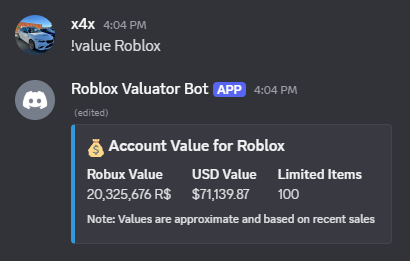 x4x 4:04 PM
!value Roblox
Roblox Valuator Bot APP 4:04 PM
(edited)
Account Value for Roblox
Robux Value USD Value Limited Items
20,325,676 R$ $71,139.87 100
Note: Values are approximate and based on recent sales